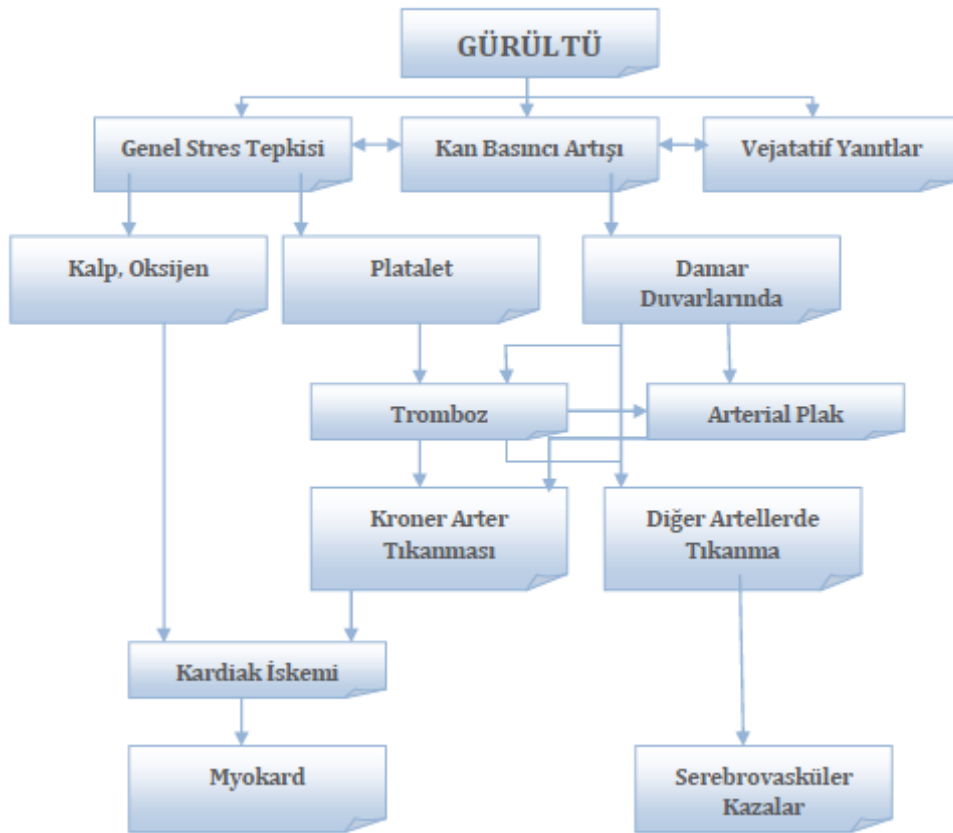 GÜRÜLTÜ
Genel Stres Tepkisi
Kan Basıncı Artışı
Vejatatif Yanıtlar
Kalp, Oksijen
Platalet
Damar
Duvarlarında
Tromboz
Arterial Plak
Kroner Arter
Tıkanması
Diğer Artellerde
Tıkanma
Kardiak İskemi
Myokard
Serebrovasküler
Kazalar